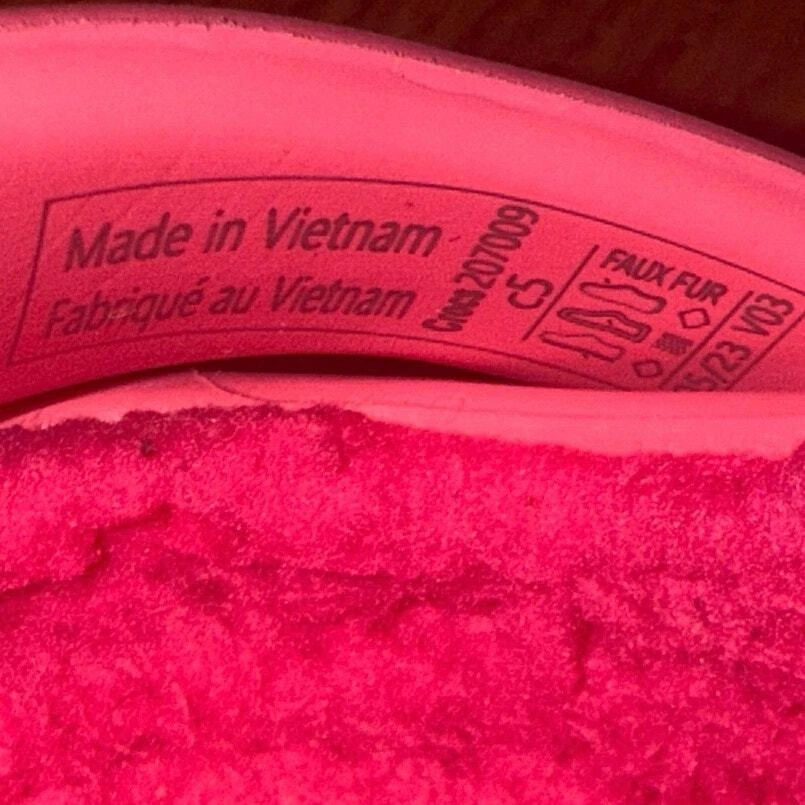 Made in Vietnam
Fabriqué au Vietnam
Crocs 207009
C5
FAUX FUR
05/23 V03